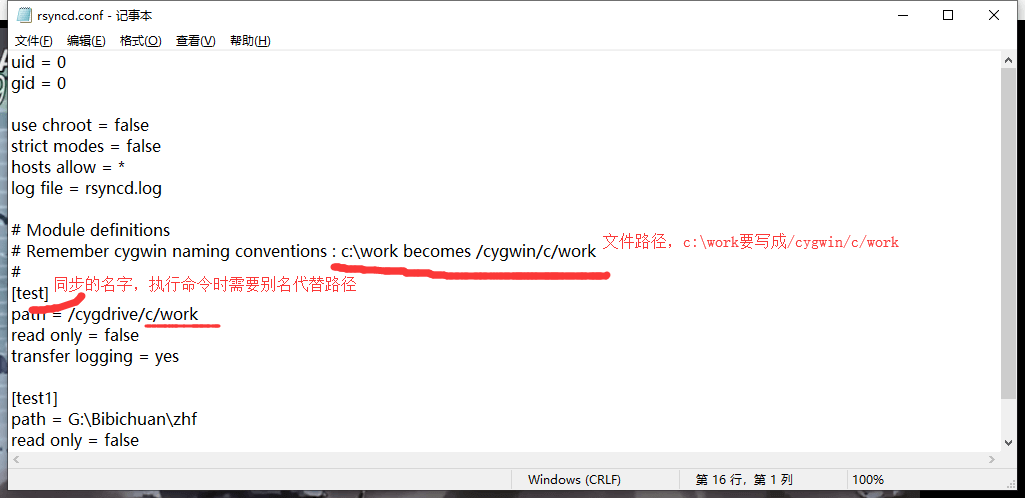 rsyncd.conf - 记事本
文件(F) 编辑(E) 格式(O) 查看(V) 帮助(H)
uid = 0
gid = 0
use chroot = false
strict modes = false
hosts allow = *
log file = rsyncd.log
# Module definitions
# Remember cygwin naming conventions : c:\work becomes /cygwin/c/work 文件路径，c:\work要写成/cygwin/c/work
#
[test] 同步的名字，执行命令时需要别名代替路径
path = /cygdrive/c/work
read only = false
transfer logging = yes
[test1]
path = G:\Bibichuan\zhf
read only = false
Windows (CRLF) 第 16 行，第 1 列 100%